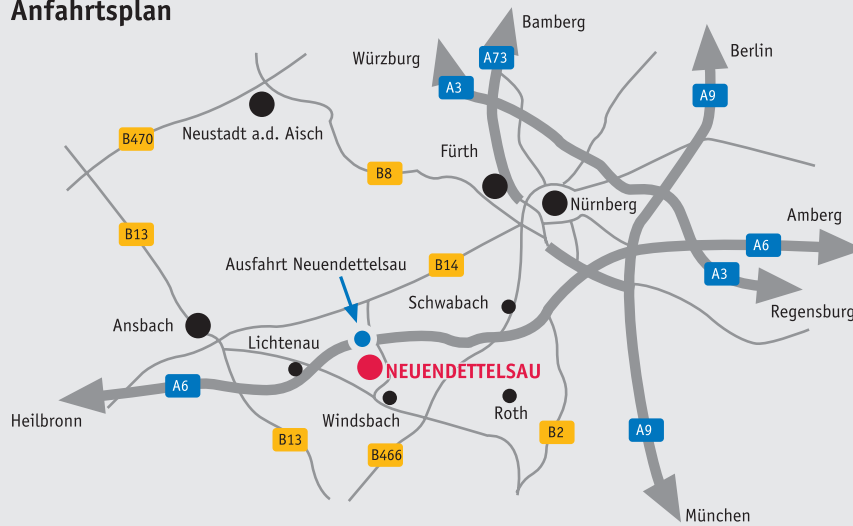 Anfahrtsplan
Bamberg
Würzburg
A73
Berlin
A3
A9
Neustadt a.d. Aisch
B470
Fürth
B8
Nürnberg
Amberg
B13
A6
Ausfahrt Neuendettelsau
B14
A3
Schwabach
Regensburg
Ansbach
Lichtenau
NEUENDETTELSAU
A6
Heilbronn
Windsbach
Roth
B13
B466
B2
A9
München